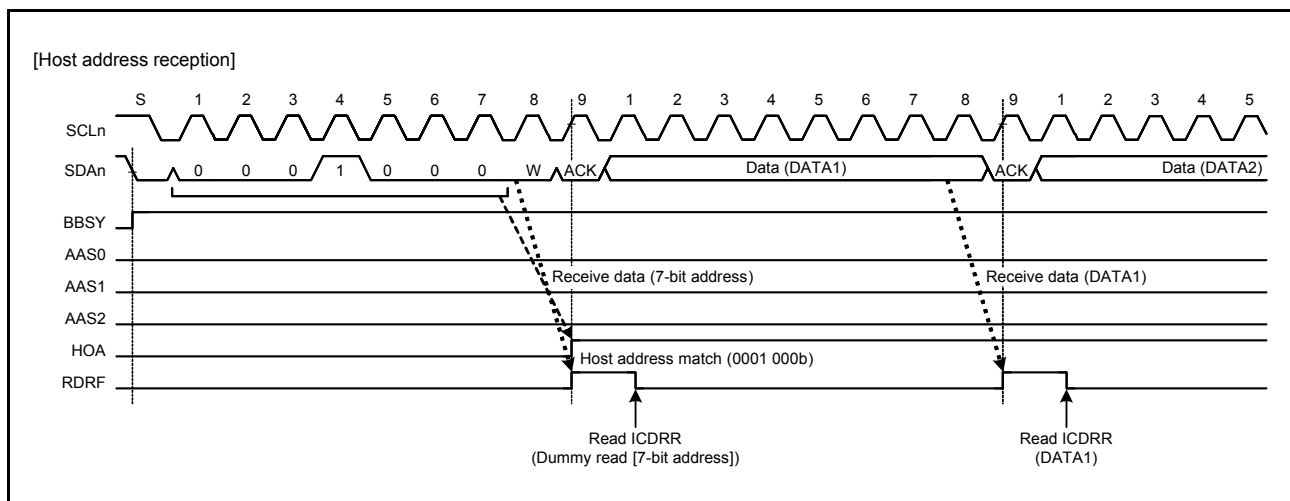 [Host address reception]
S 1 2 3 4 5 6 7 8 9 1 2 3 4 5 6 7 8 9 1 2 3 4 5
SCLn
SDAn 0 0 0 1 0 0 0 W ACK Data (DATA1) ACK Data (DATA2)
BBSY
AAS0
AAS1 Receive data (7-bit address) Receive data (DATA1)
AAS2
HOA Host address match (0001 000b)
RDRF
Read ICDRR Read ICDRR
(Dummy read [7-bit address]) (DATA1)